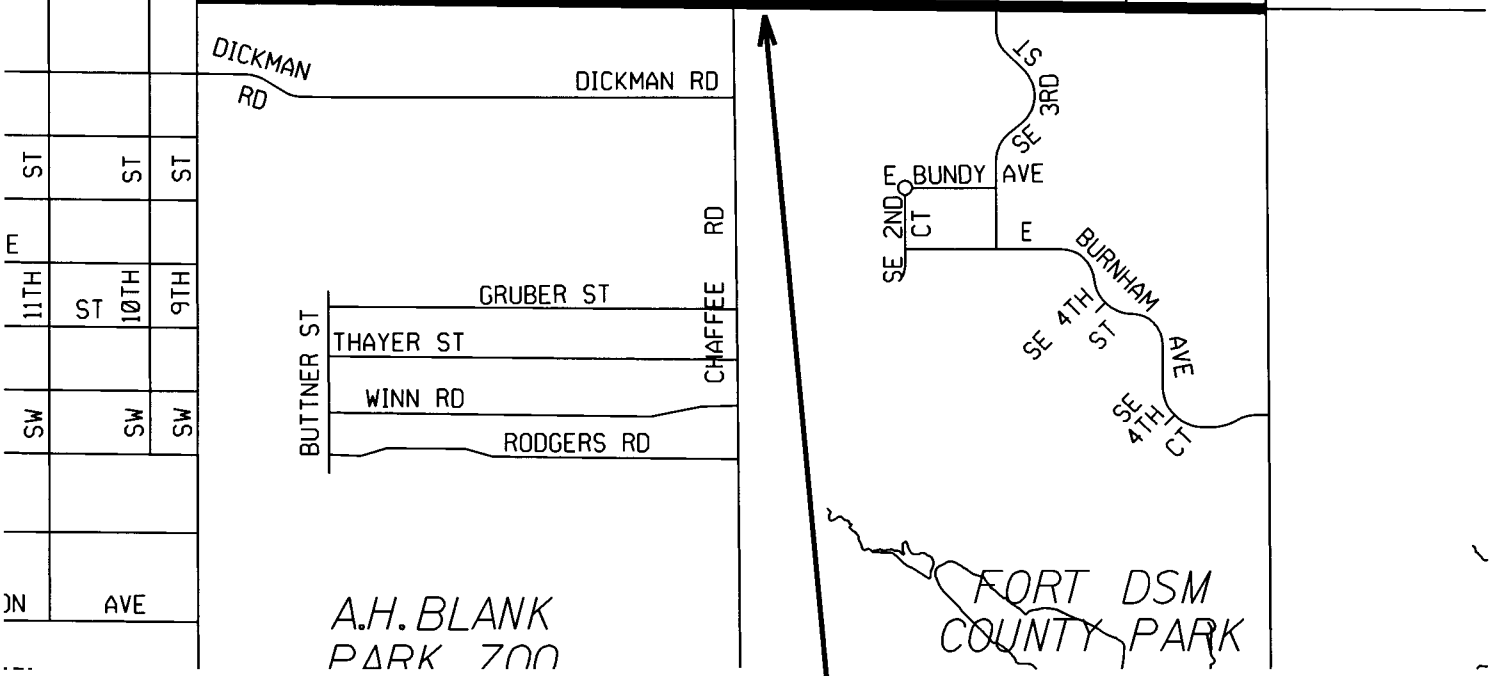 DICKMAN
RD
DICKMAN RD
ST
3RD
SE
ST
ST
ST
E BUNDY AVE
SE 2ND
CT
RD
CHAFFEE
E
E
BURNHAM
AVE
11TH
ST
10TH
9TH
GRUBER ST
SE 4TH
ST
THAYER ST
BUTTNER ST
WINN RD
SW
SW
SW
SE
4TH
CT
RODGERS RD
AVE
A.H. BLANK
PARK ZOO
FORT DSM
COUNTY PARK